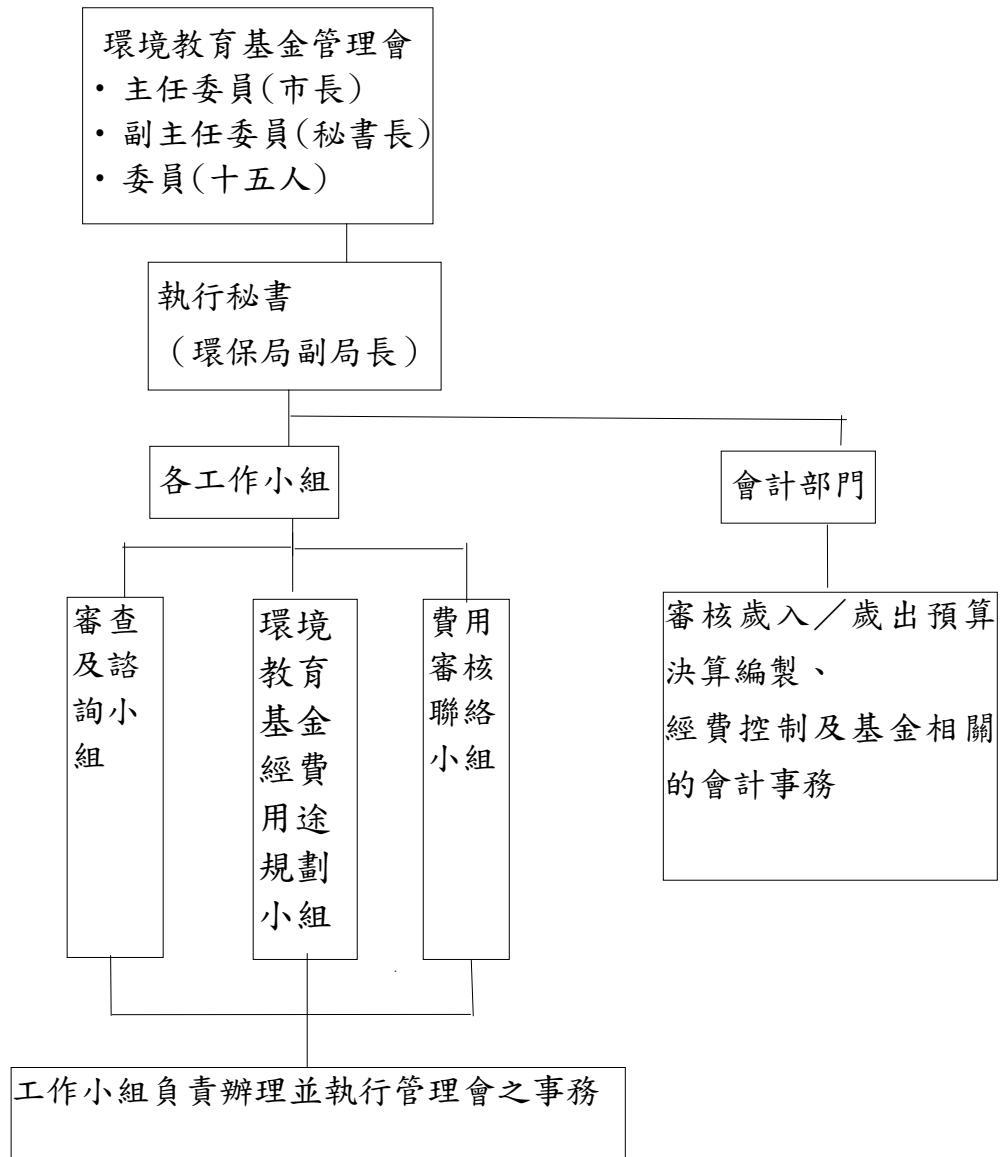 環境教育基金管理會
‧主任委員(市長)
‧副主任委員(秘書長)
‧委員(十五人)
執行秘書
（環保局副局長）
各工作小組
會計部門
審查
及諮
詢小
組
環境
教育
基金
經費
用途
規劃
小組
費用
審核
聯絡
小組
審核歲入／歲出預算
決算編製、
經費控制及基金相關
的會計事務
工作小組負責辦理並執行管理會之事務